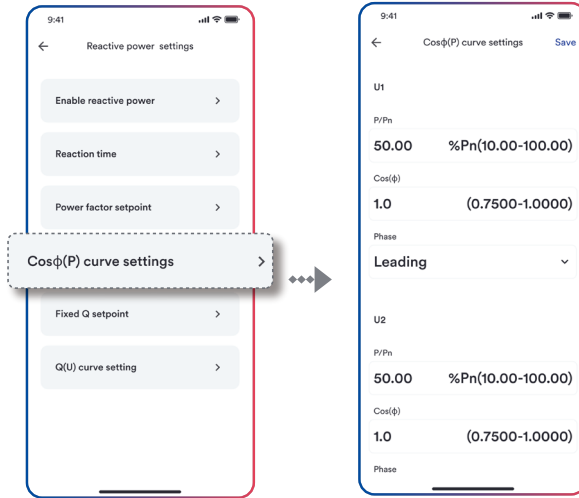 9:41
Reactive power settings
Enable reactive power
Reaction time
Power factor setpoint
Cosϕ(P) curve settings
Fixed Q setpoint
Q(U) curve setting
9:41
Cosϕ(P) curve settings Save
U1
P/Pn
50.00 %Pn(10.00-100.00)
Cos(ϕ)
1.0 (0.7500-1.0000)
Phase
Leading
U2
P/Pn
50.00 %Pn(10.00-100.00)
Cos(ϕ)
1.0 (0.7500-1.0000)
Phase